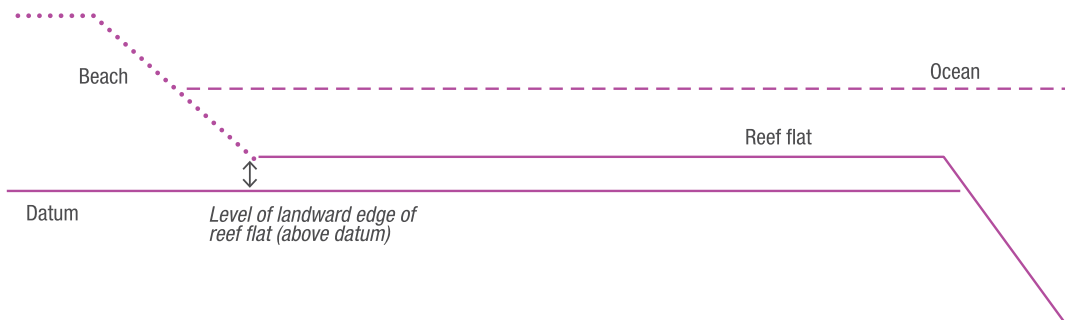 Ocean
Beach
Reef flat
Datum
Level of landward edge of
reef flat (above datum)